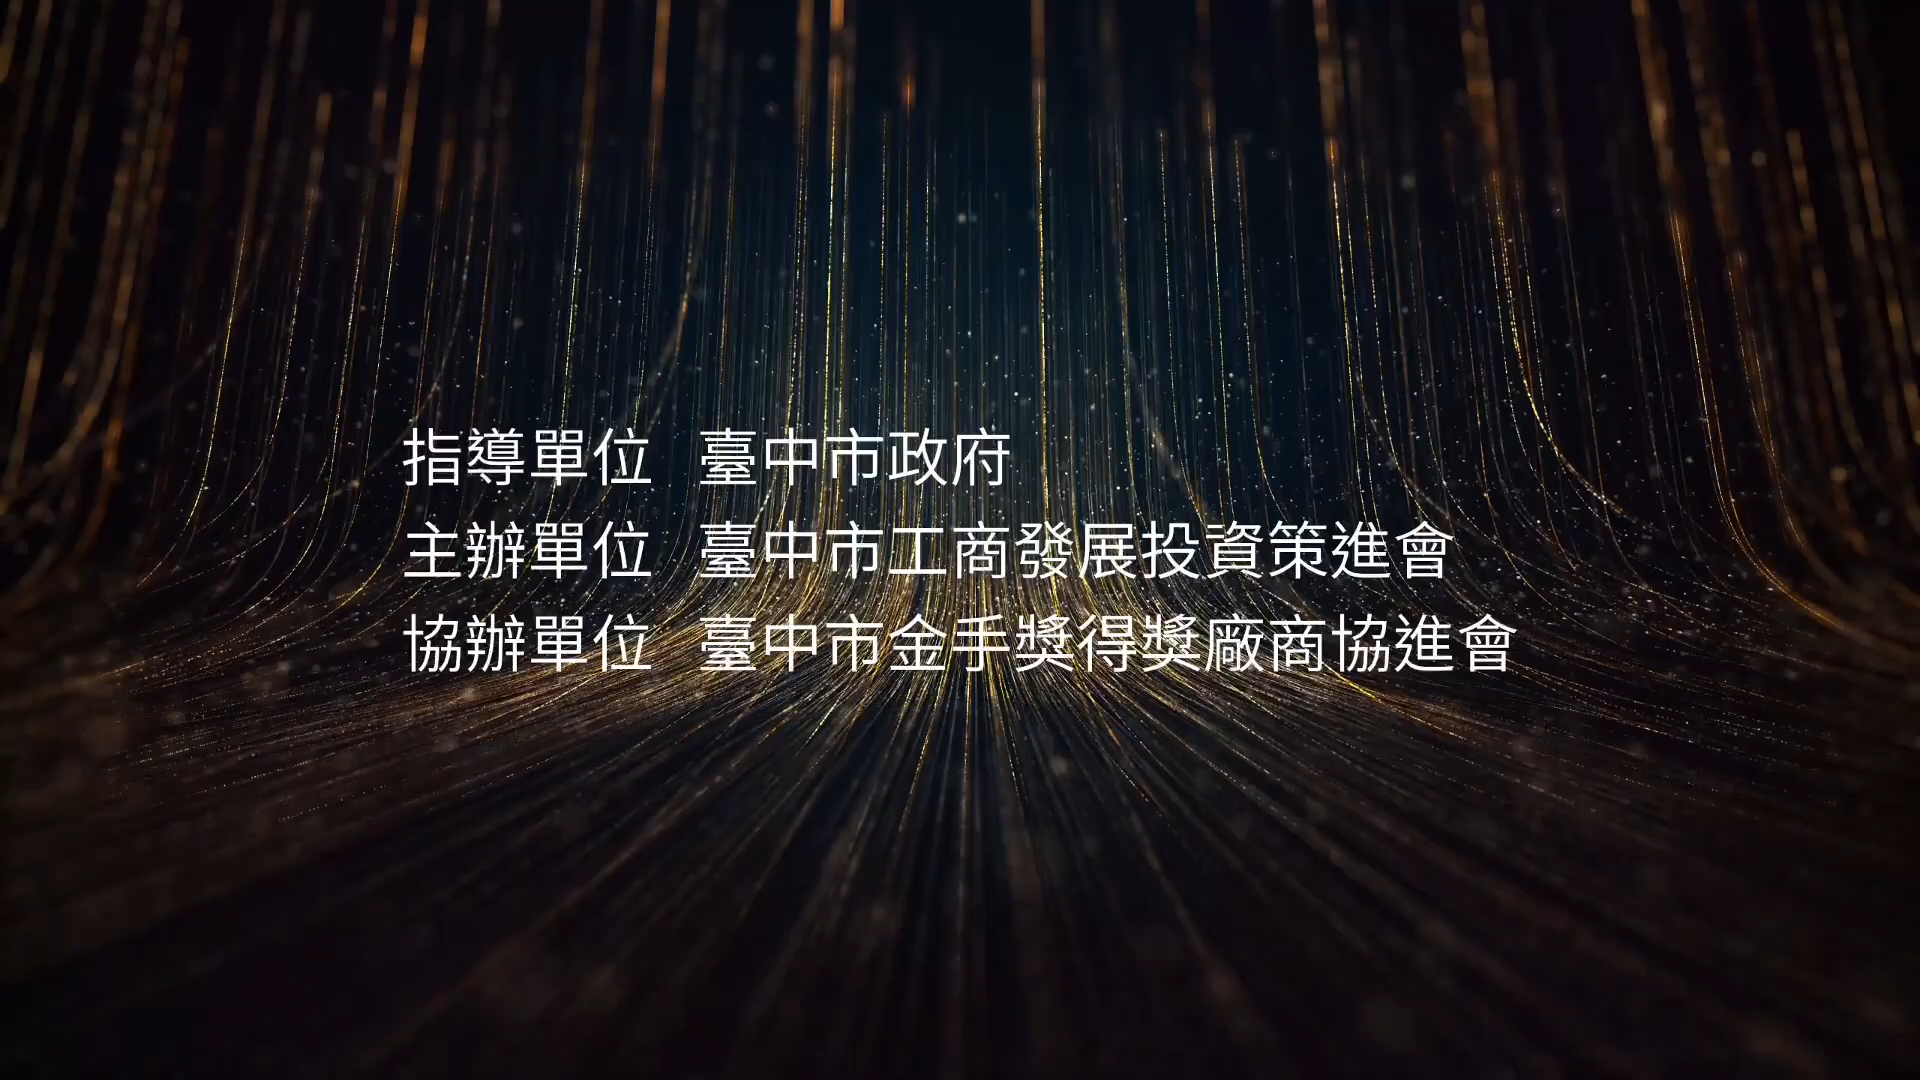 指導單位 臺中市政府
主辦單位 臺中市工商發展投資策進會
協辦單位 臺中市金手獎得獎廠商協進會